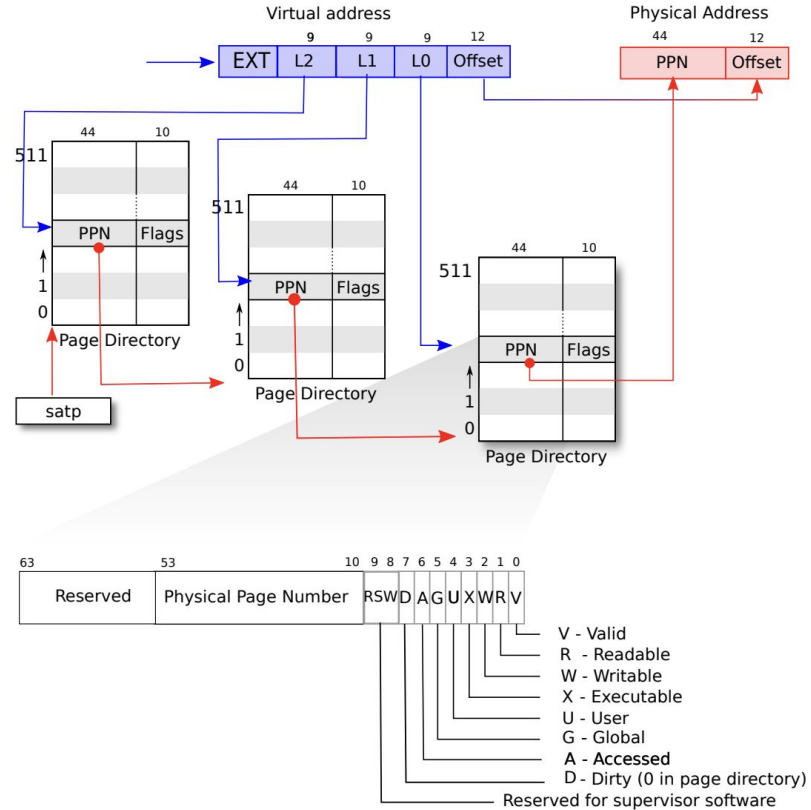 Virtual address
Physical Address
9 9 9 12
44 12
EXT L2 L1 L0 Offset
PPN Offset
44 10
511
PPN Flags
1
0
Page Directory
satp
44 10
511
PPN Flags
1
0
Page Directory
44 10
511
PPN Flags
1
0
Page Directory
63 53 10 9 8 7 6 5 4 3 2 1 0
Reserved Physical Page Number RSW D A G U X W R V
V - Valid
R - Readable
W - Writable
X - Executable
U - User
G - Global
A - Accessed
D - Dirty (0 in page directory)
Reserved for supervisor software